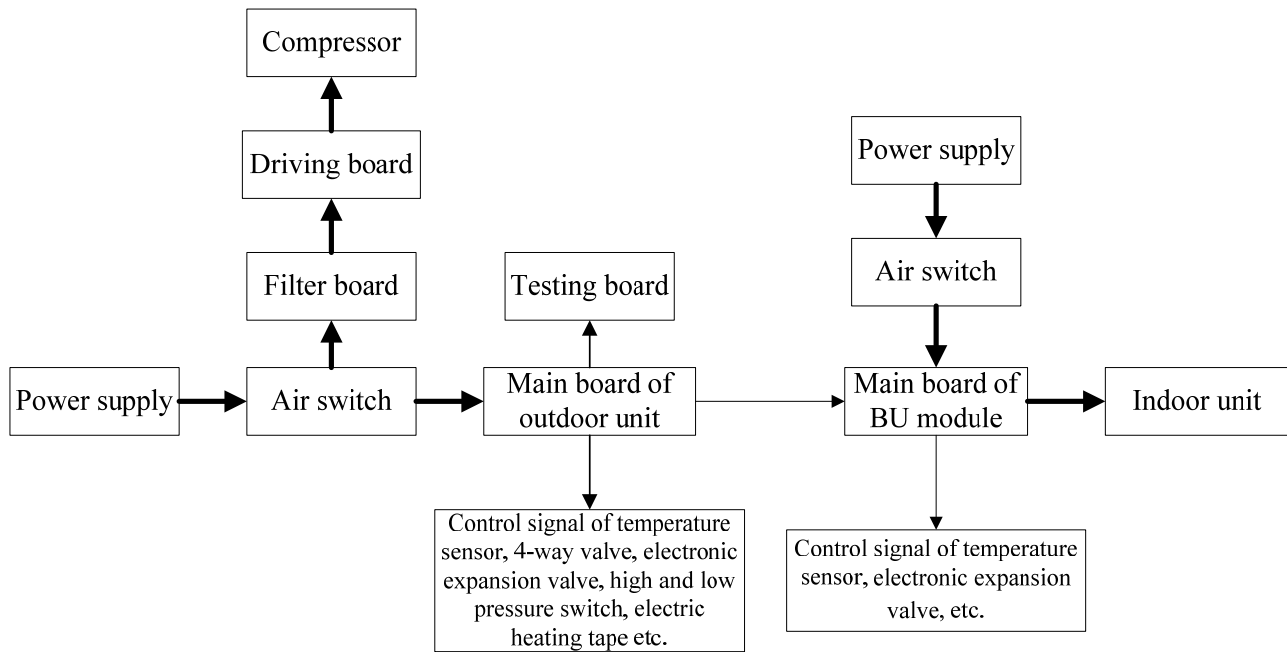 Compressor
Driving board
Power supply
Filter board
Testing board
Air switch
Power supply
Air switch
Main board of
outdoor unit
Main board of
BU module
Indoor unit
Control signal of temperature
sensor, 4-way valve, electronic
expansion valve, high and low
pressure switch, electric
heating tape etc.
Control signal of temperature
sensor, electronic expansion
valve, etc.